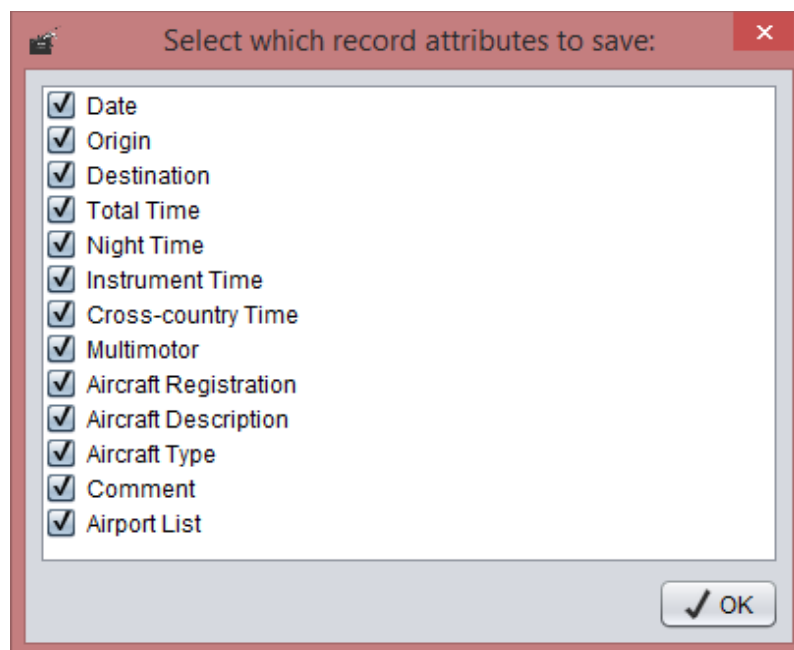 Select which record attributes to save:
Date
Origin
Destination
Total Time
Night Time
Instrument Time
Cross-country Time
Multimotor
Aircraft Registration
Aircraft Description
Aircraft Type
Comment
Airport List
OK